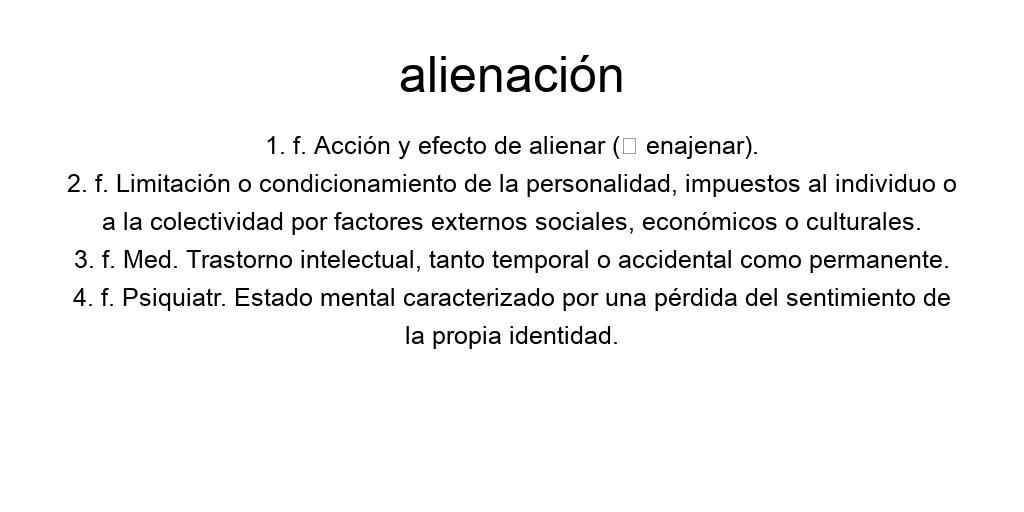 alienación
1. f. Acción y efecto de alienar (□ enajenar).
2. f. Limitación o condicionamiento de la personalidad, impuestos al individuo o
a la colectividad por factores externos sociales, económicos o culturales.
3. f. Med. Trastorno intelectual, tanto temporal o accidental como permanente.
4. f. Psiquiatr. Estado mental caracterizado por una pérdida del sentimiento de
la propia identidad.